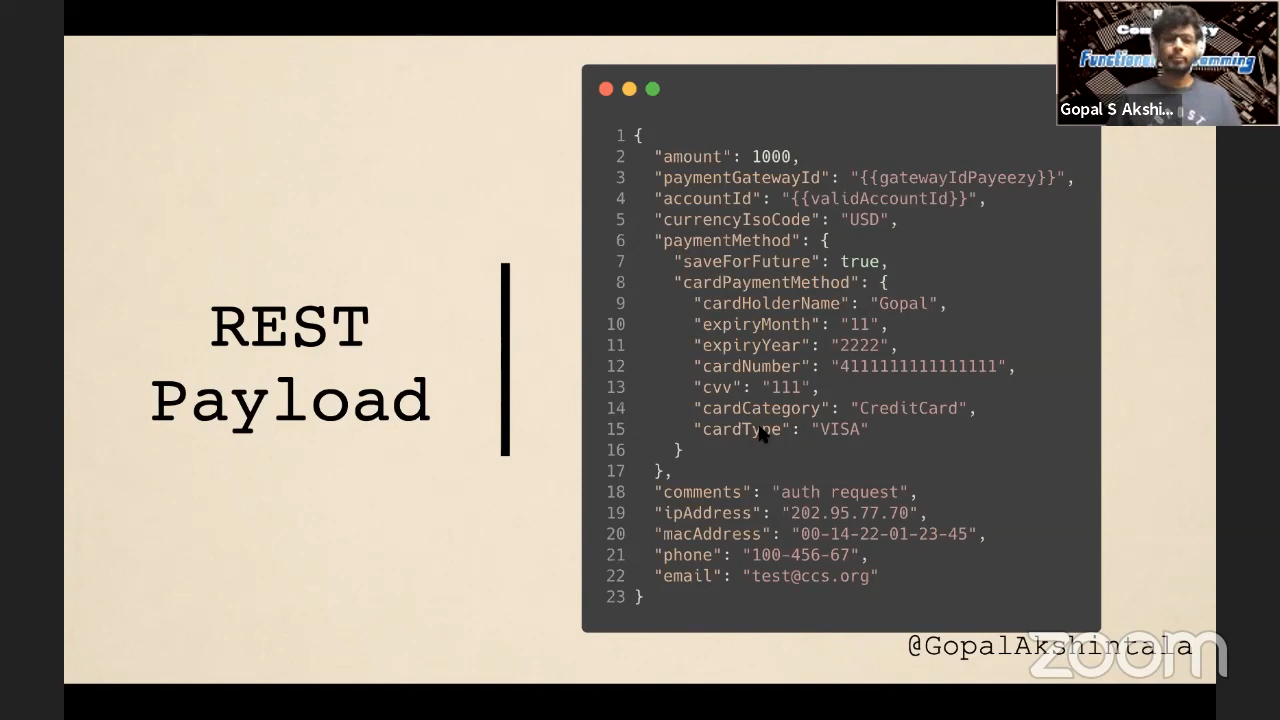 REST
Payload
1 {
2 "amount": 1000,
3 "paymentGatewayId": "{{gatewayIdPayeezy}}",
4 "accountId": "{{validAccountId}}",
5 "currencyIsoCode": "USD",
6 "paymentMethod": {
7 "saveForFuture": true,
8 "cardPaymentMethod": {
9 "cardHolderName": "Gopal",
10 "expiryMonth": "11",
11 "expiryYear": "2222",
12 "cardNumber": "4111111111111111",
13 "cvv": "111",
14 "cardCategory": "CreditCard",
15 "cardType": "VISA"
16 }
17 },
18 "comments": "auth request",
19 "ipAddress": "202.95.77.70",
20 "macAddress": "00-14-22-01-23-45",
21 "phone": "100-456-67",
22 "email": "test@ccs.org"
23 }
Gopal S Akshi...
@GopalAkshintala
zoom